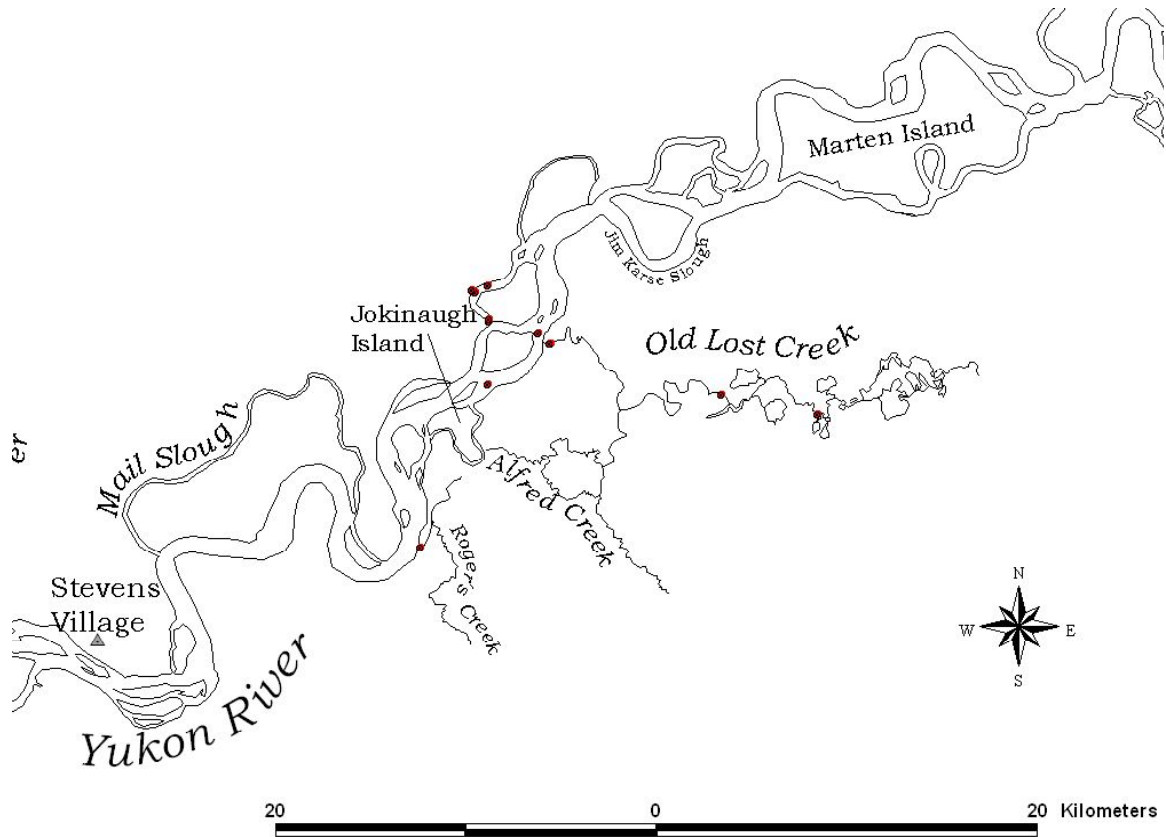 Marten Island
Jim Karse Slough
Jokinaugh
Island
Old Lost Creek
Mail Slough
er
Alfred Creek
Rogers Creek
Stevens
Village
Yukon River
N
W E
S
20 0 20 Kilometers